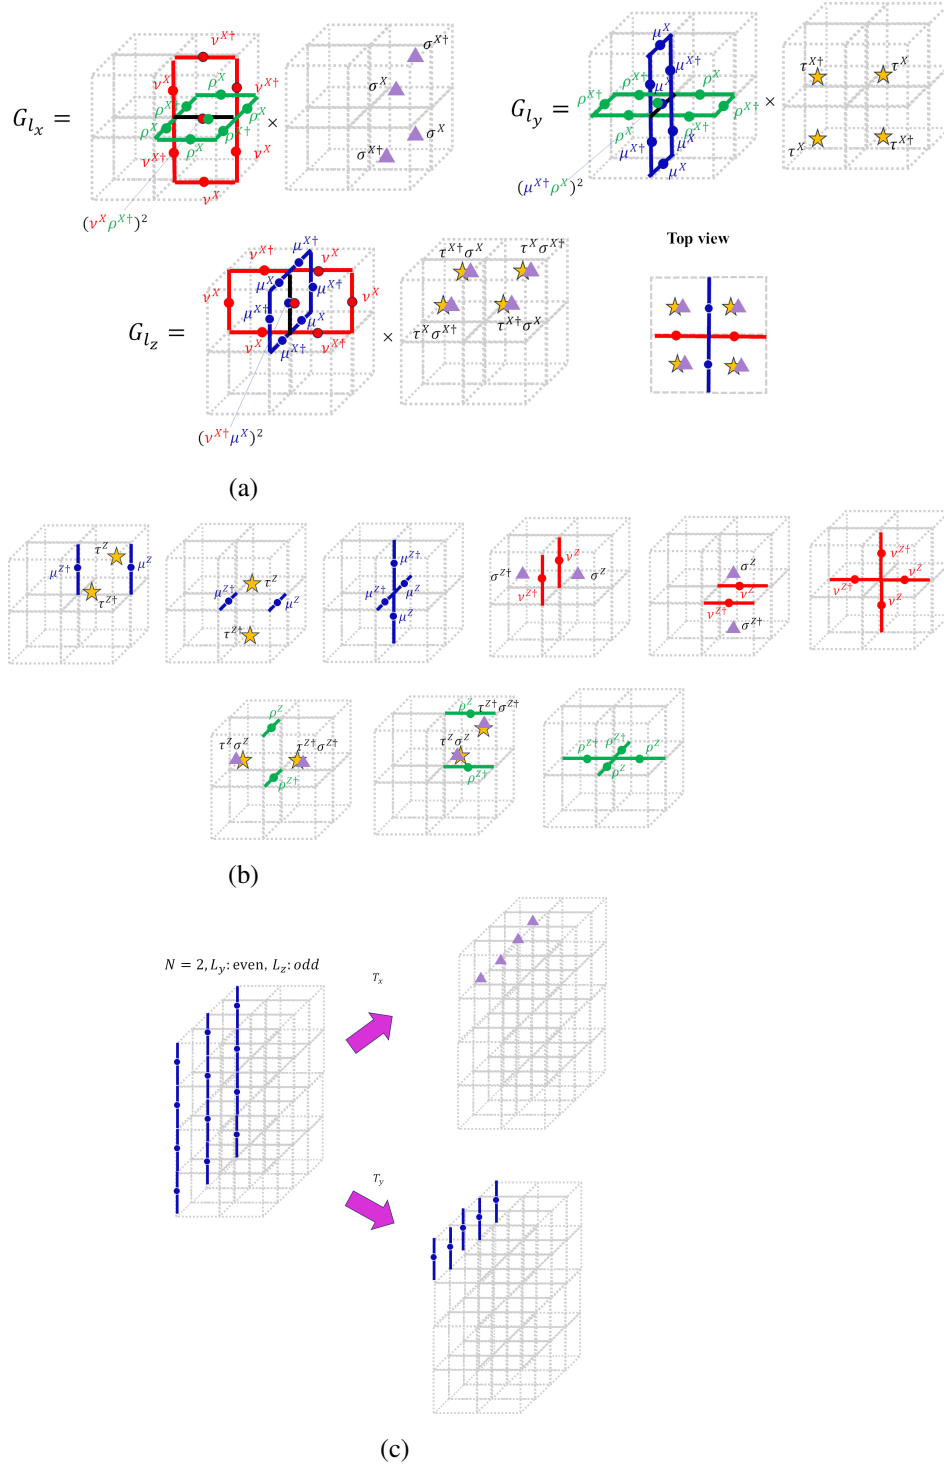 G_{l_x} =
ν^{X†}
ν^X
ρ^X
ν^{X†}
ρ^{X†}
ρ^X
ρ^X
ρ^{X†}
ν^{X†}
ρ^X
ν^X
ν^X
(ν^X ρ^{X†})^2
×
σ^{X†}
σ^X
σ^X
σ^{X†}
G_{l_y} =
μ^X
μ^{X†}
ρ^{X†}
ρ^X
μ^X
ρ^{X†}
ρ^X
ρ^{X†}
μ^{X†}
μ^X
(μ^{X†} ρ^X)^2
×
τ^{X†}
τ^X
τ^X
τ^{X†}
G_{l_z} =
ν^{X†}
μ^{X†}
ν^X
μ^X
μ^{X†}
ν^X
ν^X
μ^{X†}
μ^X
ν^X
μ^{X†}
ν^{X†}
(ν^{X†} μ^X)^2
×
τ^{X†}σ^X
τ^Xσ^{X†}
τ^Xσ^{X†}
τ^{X†}σ^X
Top view
(a)
τ^Z
μ^{Z†}
μ^Z
τ^{Z†}
τ^Z
μ^{Z†}
μ^Z
τ^{Z†}
μ^{Z†}
μ^{Z†}
μ^Z
μ^Z
ν^Z
σ^{Z†}
σ^Z
ν^{Z†}
σ^Z
ν^Z
ν^{Z†}
σ^{Z†}
ν^{Z†}
ν^{Z†}
ν^Z
ν^Z
ρ^Z
τ^Zσ^Z
τ^{Z†}σ^{Z†}
ρ^{Z†}
ρ^Z
τ^{Z†}σ^{Z†}
τ^Zσ^Z
ρ^{Z†}
ρ^{Z†}
ρ^{Z†}
ρ^Z
ρ^Z
(b)
N = 2, L_y: even, L_z: odd
T_x
T_y
(c)